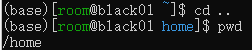 (base)[room@black01 ~]$ cd ..
(base)[room@black01 home]$ pwd
/home